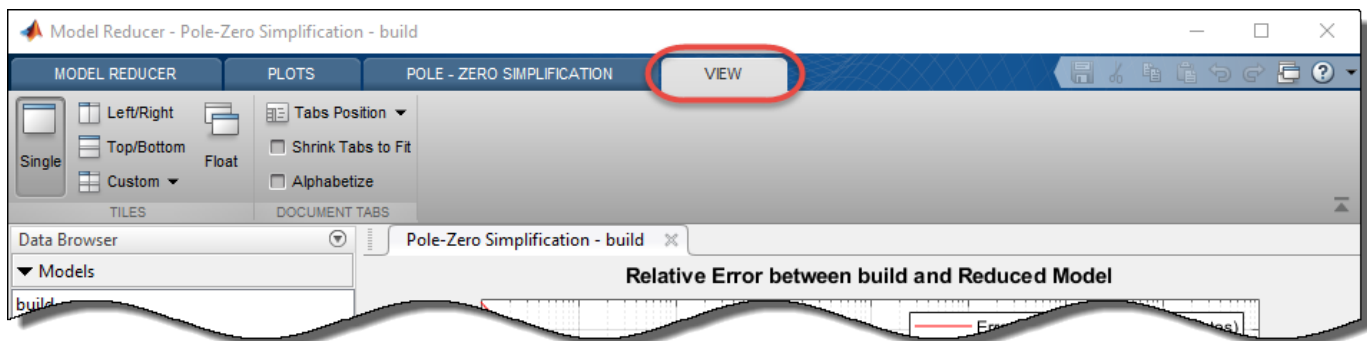 Model Reducer - Pole-Zero Simplification - build
MODEL REDUCER PLOTS POLE - ZERO SIMPLIFICATION VIEW
Single
Left/Right
Top/Bottom
Custom
Float
TILES
Tabs Position
Shrink Tabs to Fit
Alphabetize
DOCUMENT TABS
Data Browser
Models
build
Pole-Zero Simplification - build
Relative Error between build and Reduced Model